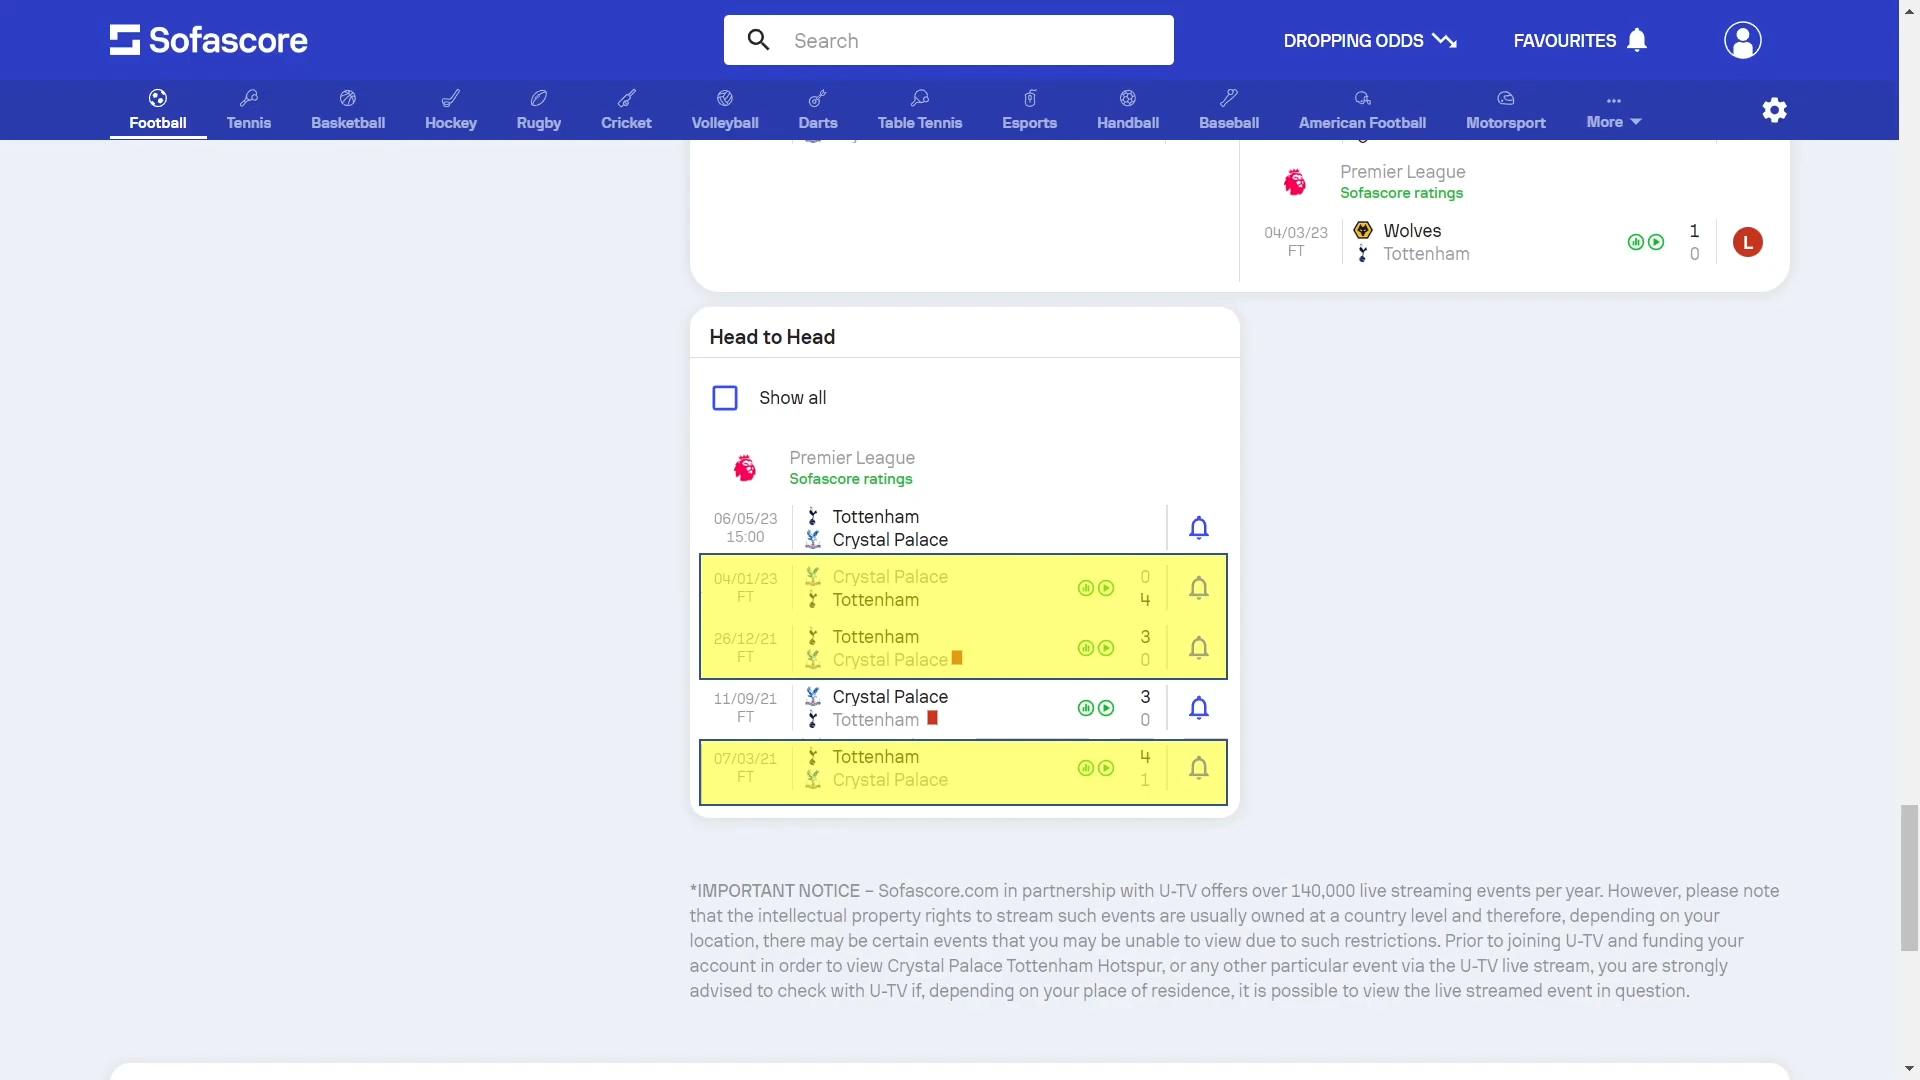 Sofascore
Search
DROPPING ODDS
FAVOURITES
Football
Tennis
Basketball
Hockey
Rugby
Cricket
Volleyball
Darts
Table Tennis
Esports
Handball
Baseball
American Football
Motorsport
More
Premier League
Sofascore ratings
04/03/23
FT
Wolves
Tottenham
1
0
L
Head to Head
Show all
Premier League
Sofascore ratings
06/05/23
15:00
Tottenham
Crystal Palace
04/01/23
FT
Crystal Palace
Tottenham
0
4
26/12/21
FT
Tottenham
Crystal Palace
3
0
11/09/21
FT
Crystal Palace
Tottenham
3
0
07/03/21
FT
Tottenham
Crystal Palace
4
1
*IMPORTANT NOTICE – Sofascore.com in partnership with U-TV offers over 140,000 live streaming events per year. However, please note
that the intellectual property rights to stream such events are usually owned at a country level and therefore, depending on your
location, there may be certain events that you may be unable to view due to such restrictions. Prior to joining U-TV and funding your
account in order to view Crystal Palace Tottenham Hotspur, or any other particular event via the U-TV live stream, you are strongly
advised to check with U-TV if, depending on your place of residence, it is possible to view the live streamed event in question.